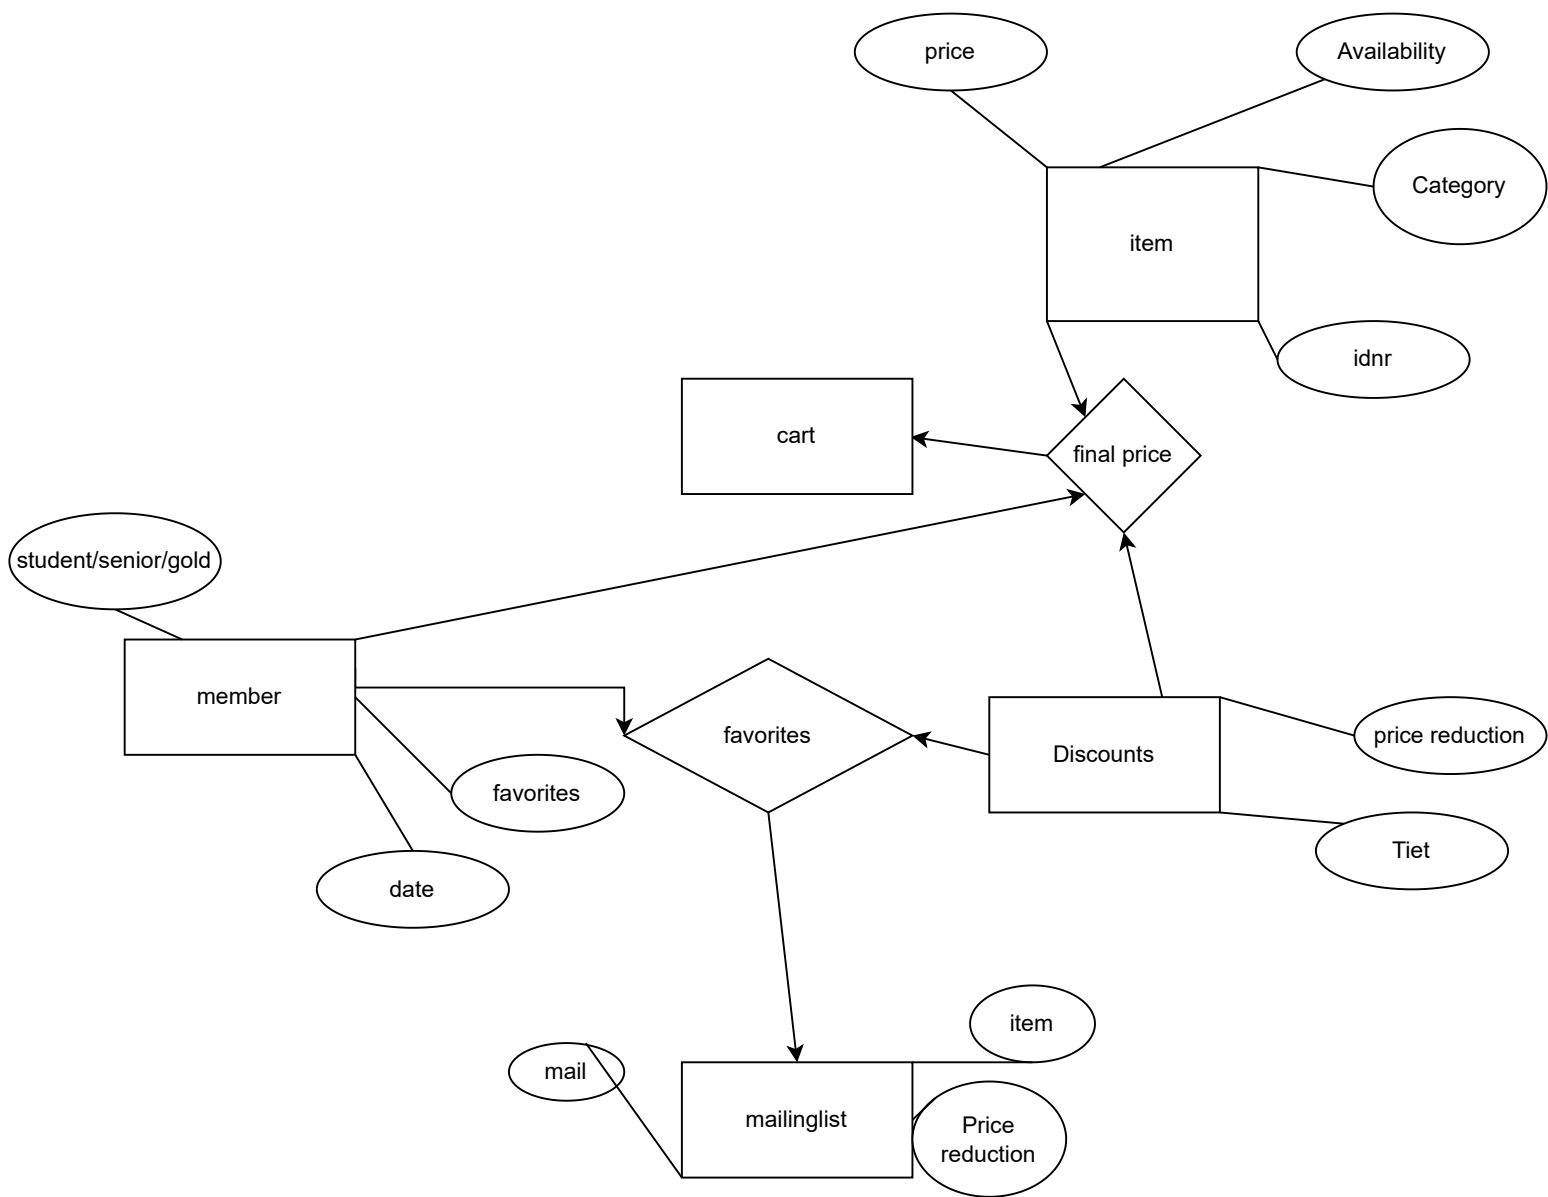 price
Availability
Category
item
idnr
cart
final price
student/senior/gold
member
favorites
price reduction
Discounts
favorites
Tiet
date
item
mail
mailinglist
Price
reduction